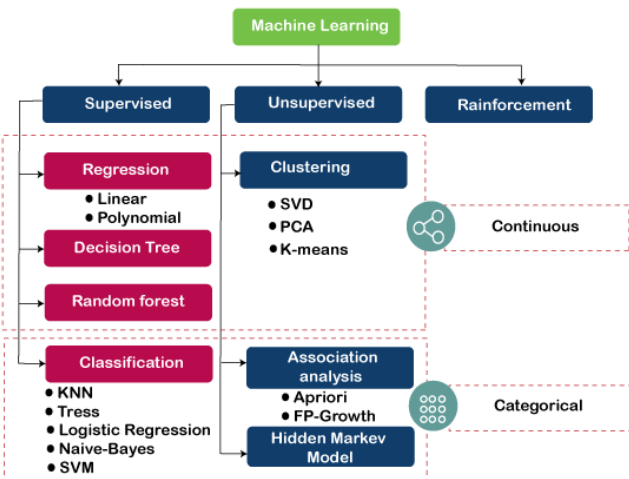 Machine Learning
Supervised
Unsupervised
Rainforcement
Regression
Linear
Polynomial
Decision Tree
Random forest
Clustering
SVD
PCA
K-means
Continuous
Classification
KNN
Tress
Logistic Regression
Naive-Bayes
SVM
Association
analysis
Apriori
FP-Growth
Hidden Markev
Model
Categorical